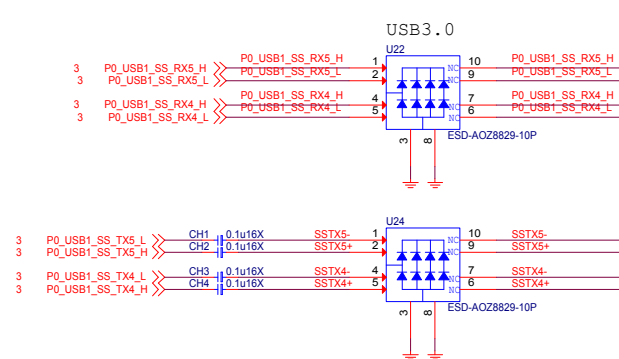 USB3.0
U22
3 P0_USB1_SS_RX5_H P0_USB1_SS_RX5_H 1 NC 10 P0_USB1_SS_RX5_H
3 P0_USB1_SS_RX5_L P0_USB1_SS_RX5_L 2 NC 9 P0_USB1_SS_RX5_L
3 P0_USB1_SS_RX4_H P0_USB1_SS_RX4_H 4 NC 7 P0_USB1_SS_RX4_H
3 P0_USB1_SS_RX4_L P0_USB1_SS_RX4_L 5 NC 6 P0_USB1_SS_RX4_L
ESD-AOZ8829-10P
3 8
U24
3 P0_USB1_SS_TX5_L CH1 0.1u16X SSTX5- 1 NC 10 SSTX5-
3 P0_USB1_SS_TX5_H CH2 0.1u16X SSTX5+ 2 NC 9 SSTX5+
3 P0_USB1_SS_TX4_L CH3 0.1u16X SSTX4- 4 NC 7 SSTX4-
3 P0_USB1_SS_TX4_H CH4 0.1u16X SSTX4+ 5 NC 6 SSTX4+
ESD-AOZ8829-10P
3 8